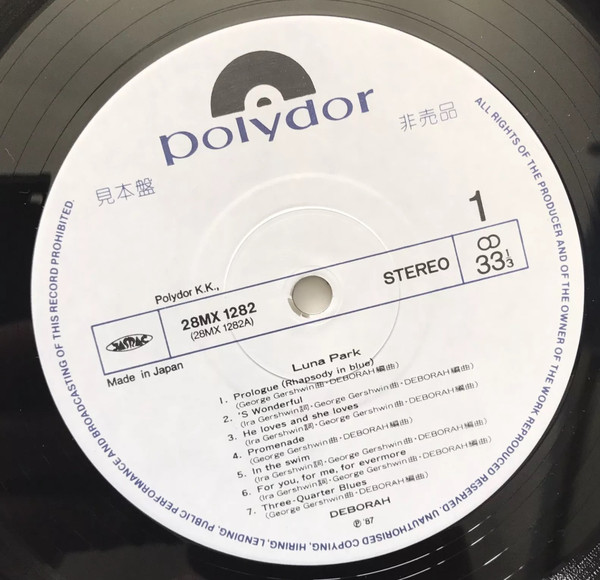 polydor
見本盤
非売品
1
STEREO
33 1/3
Polydor K.K.,
28MX 1282
(28MX 1282A)
JASRAC
Made in Japan
Luna Park
1. Prologue (Rhapsody in blue)
(George Gershwin曲・DEBORAH編曲)
2. 'S Wonderful
(Ira Gershwin詞・George Gershwin曲・DEBORAH編曲)
3. He loves and she loves
(Ira Gershwin詞・George Gershwin曲・DEBORAH編曲)
4. Promenade
(George Gershwin曲・DEBORAH編曲)
5. In the swim
(Ira Gershwin詞・George Gershwin曲・DEBORAH編曲)
6. For you, for me, for evermore
(Ira Gershwin詞・George Gershwin曲・DEBORAH編曲)
7. Three-Quarter Blues
(George Gershwin曲・DEBORAH編曲)
DEBORAH
℗ '87
ALL RIGHTS OF THE PRODUCER AND OF THE OWNER OF THE WORK REPRODUCED RESERVED. UNAUTHORISED COPYING, HIRING, LENDING, PUBLIC PERFORMANCE AND BROADCASTING OF THIS RECORD PROHIBITED.